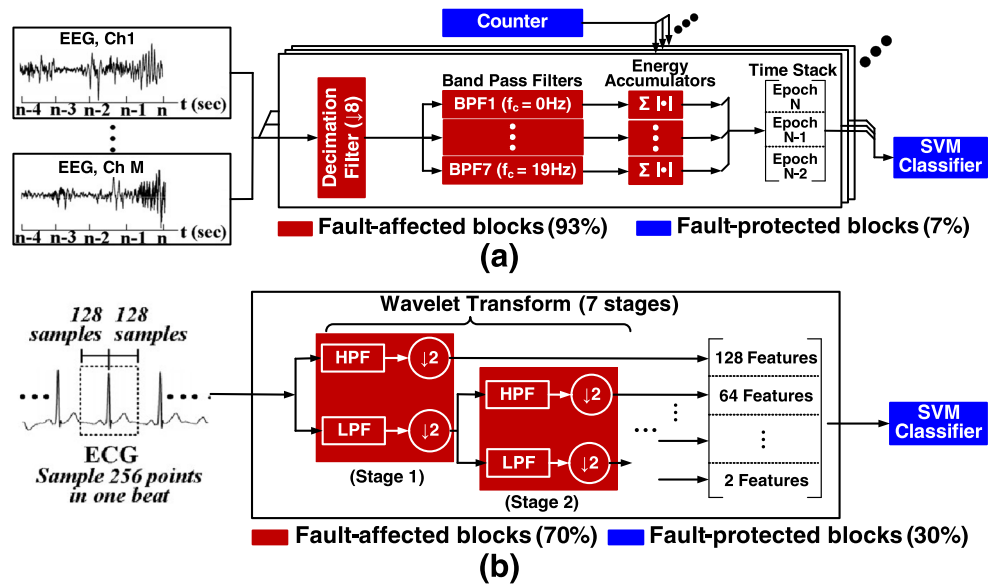 Counter
EEG, Ch1
n-4 n-3 n-2 n-1 n t (sec)
EEG, Ch M
n-4 n-3 n-2 n-1 n t (sec)
Decimation
Filter (↓8)
Band Pass Filters
BPF1 (fc = 0Hz)
BPF7 (fc = 19Hz)
Energy
Accumulators
Σ |•|
Σ |•|
Time Stack
Epoch
N
Epoch
N-1
Epoch
N-2
SVM
Classifier
Fault-affected blocks (93%)
Fault-protected blocks (7%)
(a)
128
samples
128
samples
ECG
Sample 256 points
in one beat
Wavelet Transform (7 stages)
HPF ↓2
LPF ↓2
(Stage 1)
HPF ↓2
LPF ↓2
(Stage 2)
128 Features
64 Features
2 Features
SVM
Classifier
Fault-affected blocks (70%)
Fault-protected blocks (30%)
(b)